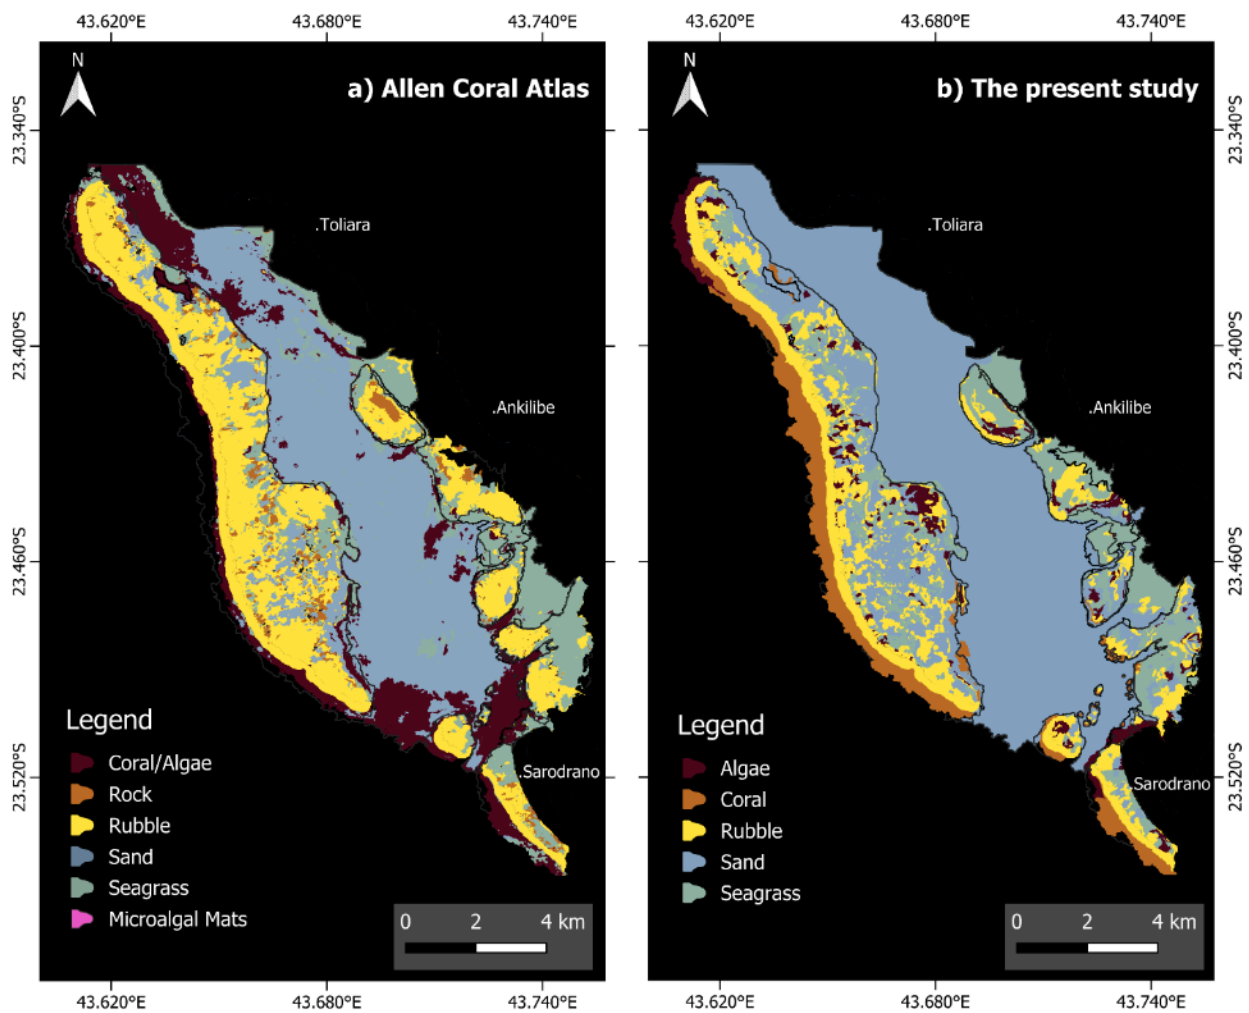 43.620°E 43.680°E 43.740°E 43.620°E 43.680°E 43.740°E
N
a) Allen Coral Atlas
N
b) The present study
23.340°S
23.340°S
.Toliara
.Toliara
23.400°S
23.400°S
.Ankilibe
.Ankilibe
23.460°S
23.460°S
Legend
Coral/Algae
Rock
Rubble
Sand
Seagrass
Microalgal Mats
Legend
Algae
Coral
Rubble
Sand
Seagrass
.Sarodrano
.Sarodrano
23.520°S
23.520°S
0 2 4 km
0 2 4 km
43.620°E 43.680°E 43.740°E 43.620°E 43.680°E 43.740°E